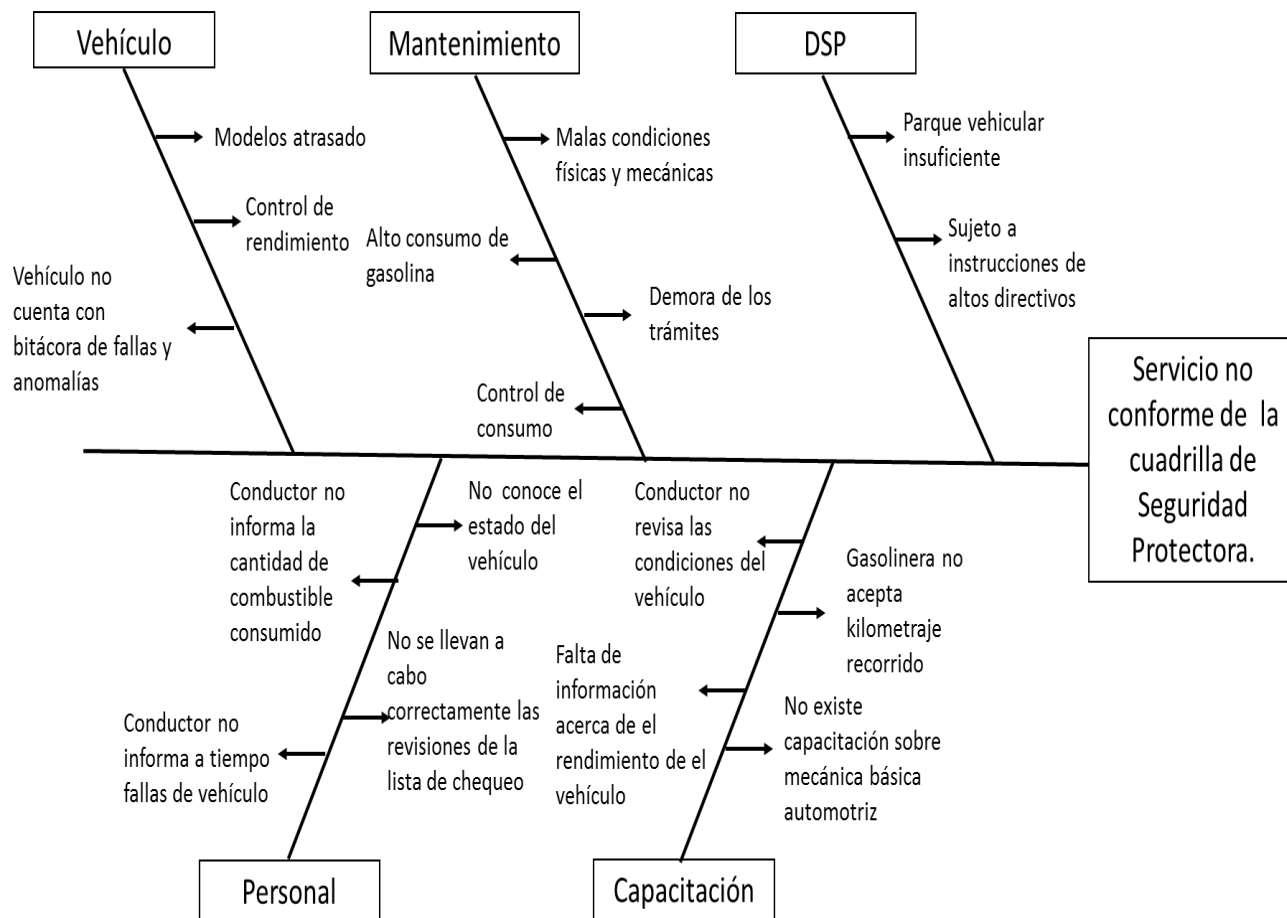 Vehículo
Mantenimiento
DSP
Modelos atrasado
Control de
rendimiento
Vehículo no
cuenta con
bitácora de fallas y
anomalías
Malas condiciones
físicas y mecánicas
Alto consumo de
gasolina
Demora de los
trámites
Control de
consumo
Parque vehicular
insuficiente
Sujeto a
instrucciones de
altos directivos
Servicio no
conforme de la
cuadrilla de
Seguridad
Protectora.
Conductor no
informa la
cantidad de
combustible
consumido
No conoce el
estado del
vehículo
No se llevan a
cabo
correctamente las
revisiones de la
lista de chequeo
Conductor no
informa a tiempo
fallas de vehículo
Conductor no
revisa las
condiciones del
vehículo
Gasolinera no
acepta
kilometraje
recorrido
Falta de
información
acerca de el
rendimiento de el
vehículo
No existe
capacitación sobre
mecánica básica
automotriz
Personal
Capacitación